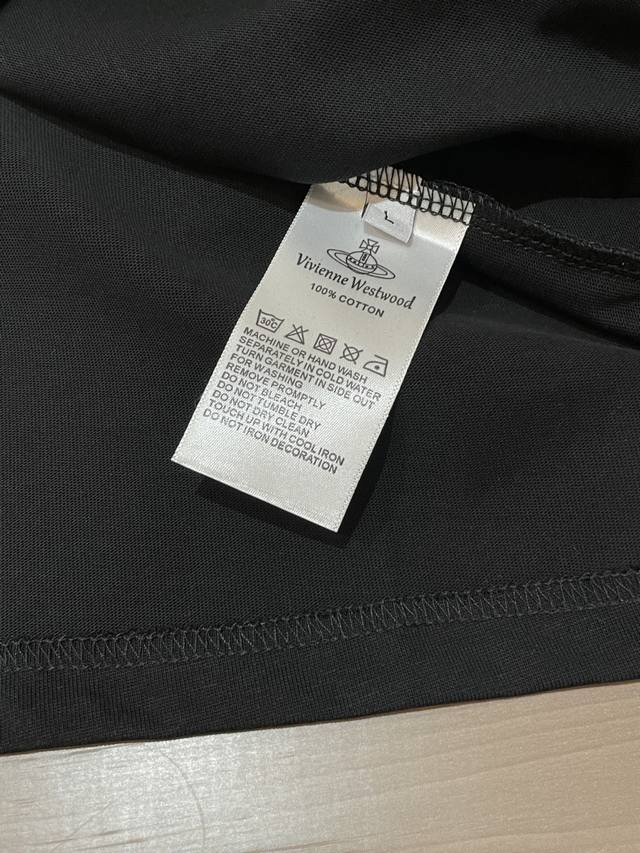 L
Vivienne Westwood
100% COTTON
30C
MACHINE OR HAND WASH
SEPARATELY IN COLD WATER
TURN GARMENT IN SIDE OUT
FOR WASHING
REMOVE PROMPTLY
DO NOT BLEACH
DO NOT TUMBLE DRY
DO NOT DRY CLEAN
TOUCH UP WITH COOL IRON
DO NOT IRON DECORATION